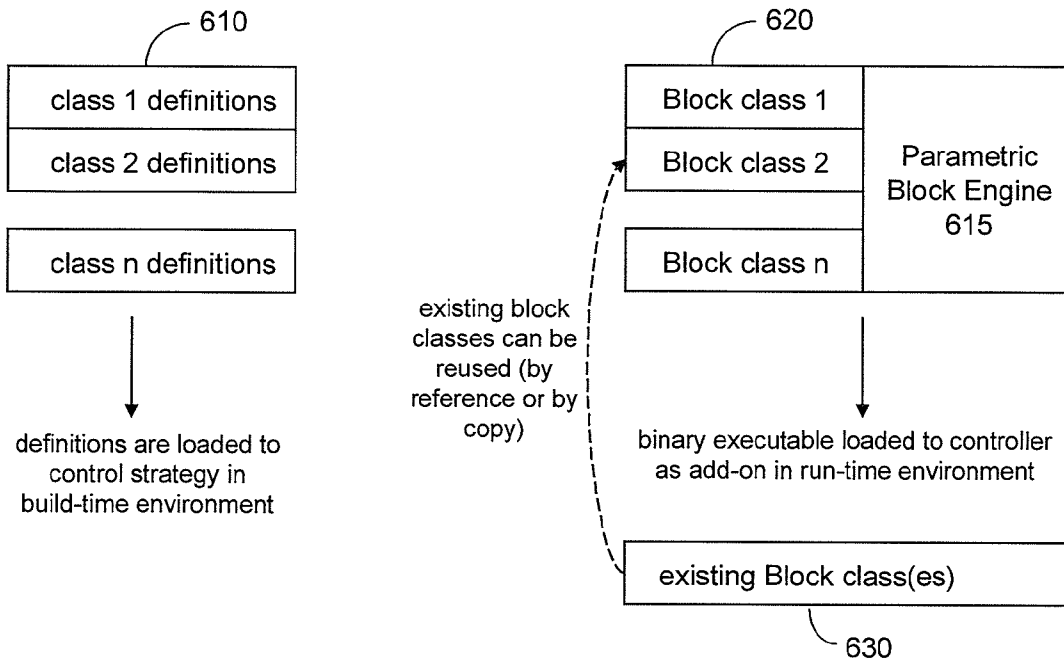 610
class 1 definitions
class 2 definitions
class n definitions
definitions are loaded to
control strategy in
build-time environment
620
Block class 1
Block class 2
Block class n
Parametric
Block Engine
615
existing block
classes can be
reused (by
reference or by
copy)
binary executable loaded to controller
as add-on in run-time environment
existing Block class(es)
630